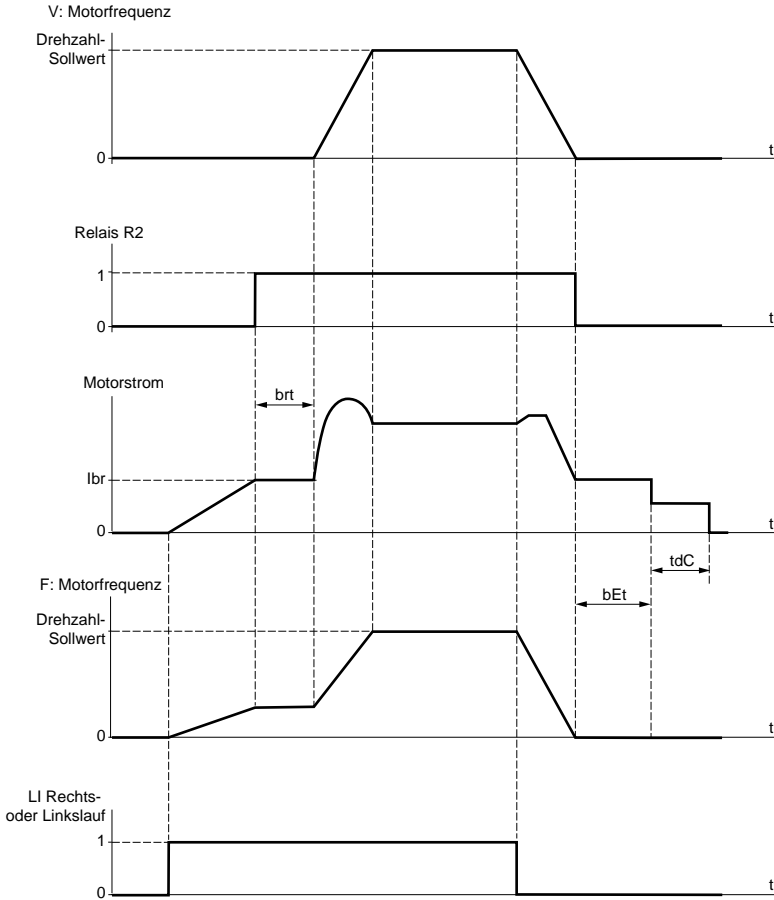 V: Motorfrequenz
Drehzahl-
Sollwert
0
t
Relais R2
1
0
t
Motorstrom
brt
Ibr
0
t
tdC
bEt
F: Motorfrequenz
Drehzahl-
Sollwert
0
t
LI Rechts-
oder Linkslauf
1
0
t